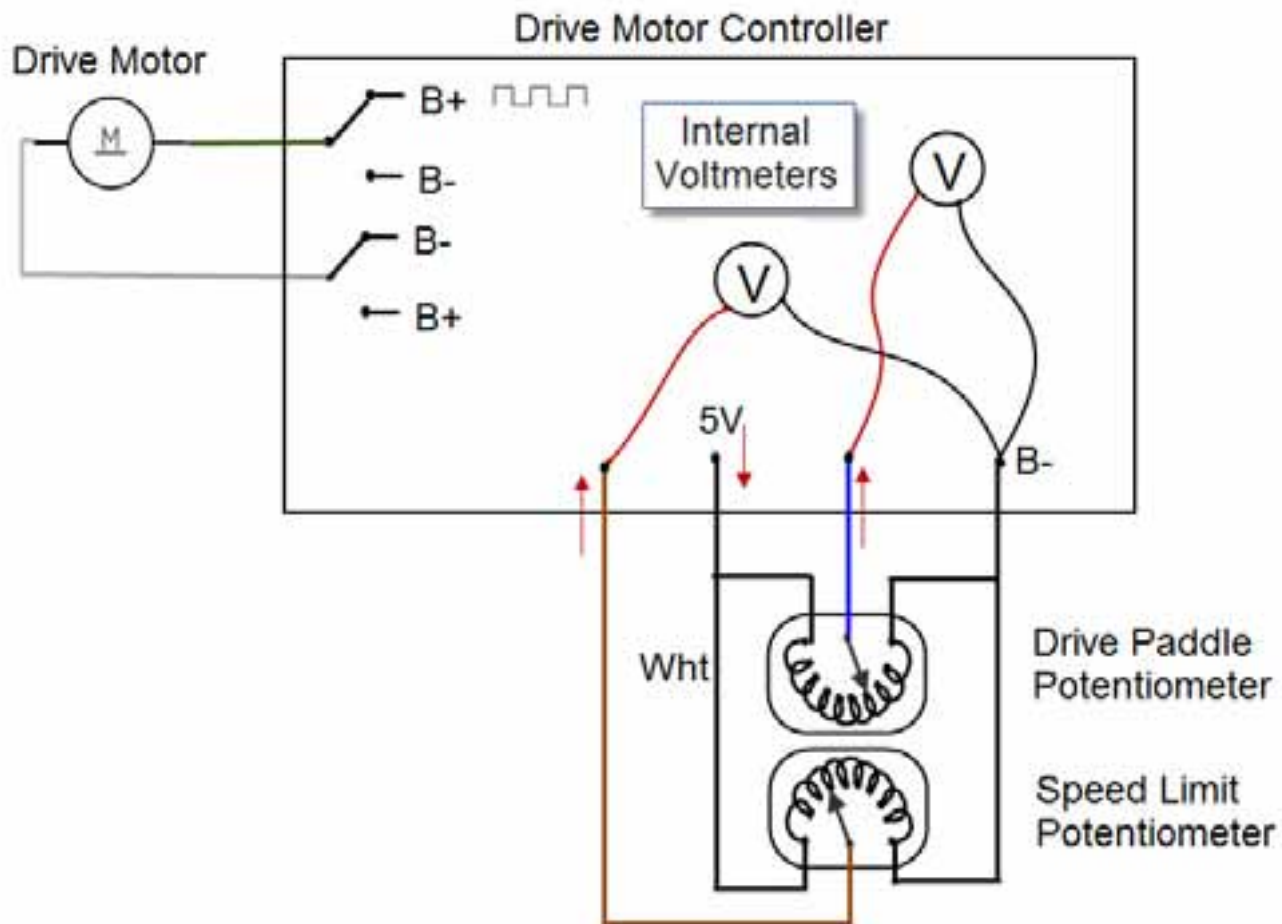 Drive Motor Controller
Drive Motor
M
B+
B-
B-
B+
Internal
Voltmeters
V
V
5V
B-
Wht
Drive Paddle
Potentiometer
Speed Limit
Potentiometer